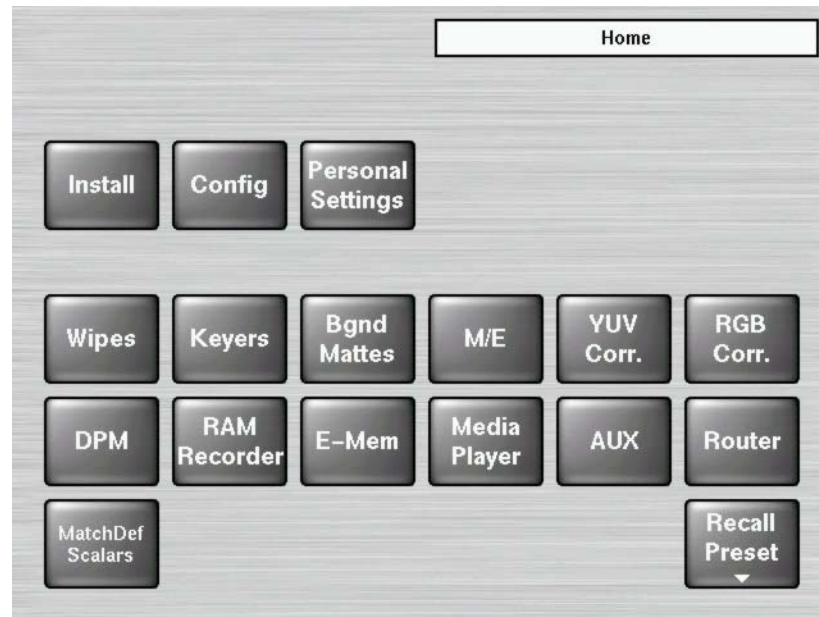 Home
Install
Config
Personal
Settings
Wipes
Keyers
Bgnd
Mattes
M/E
YUV
Corr.
RGB
Corr.
DPM
RAM
Recorder
E-Mem
Media
Player
AUX
Router
MatchDef
Scalars
Recall
Preset